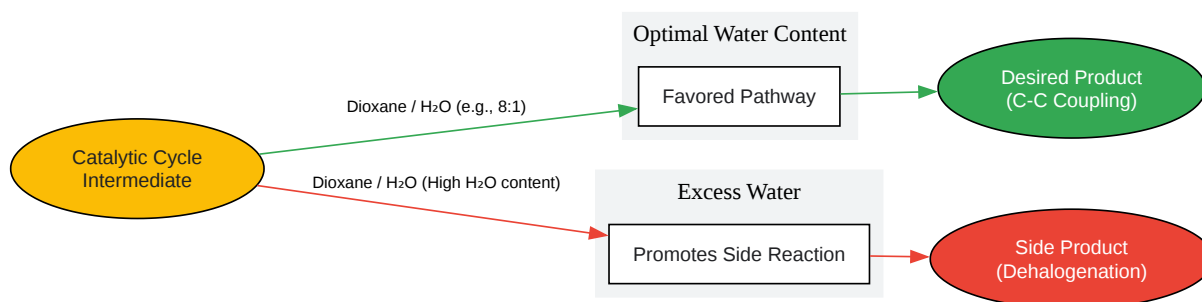 Optimal Water Content
Dioxane / H₂O (e.g., 8:1)
Favored Pathway
Desired Product
(C-C Coupling)
Catalytic Cycle
Intermediate
Dioxane / H₂O (High H₂O content)
Excess Water
Promotes Side Reaction
Side Product
(Dehalogenation)